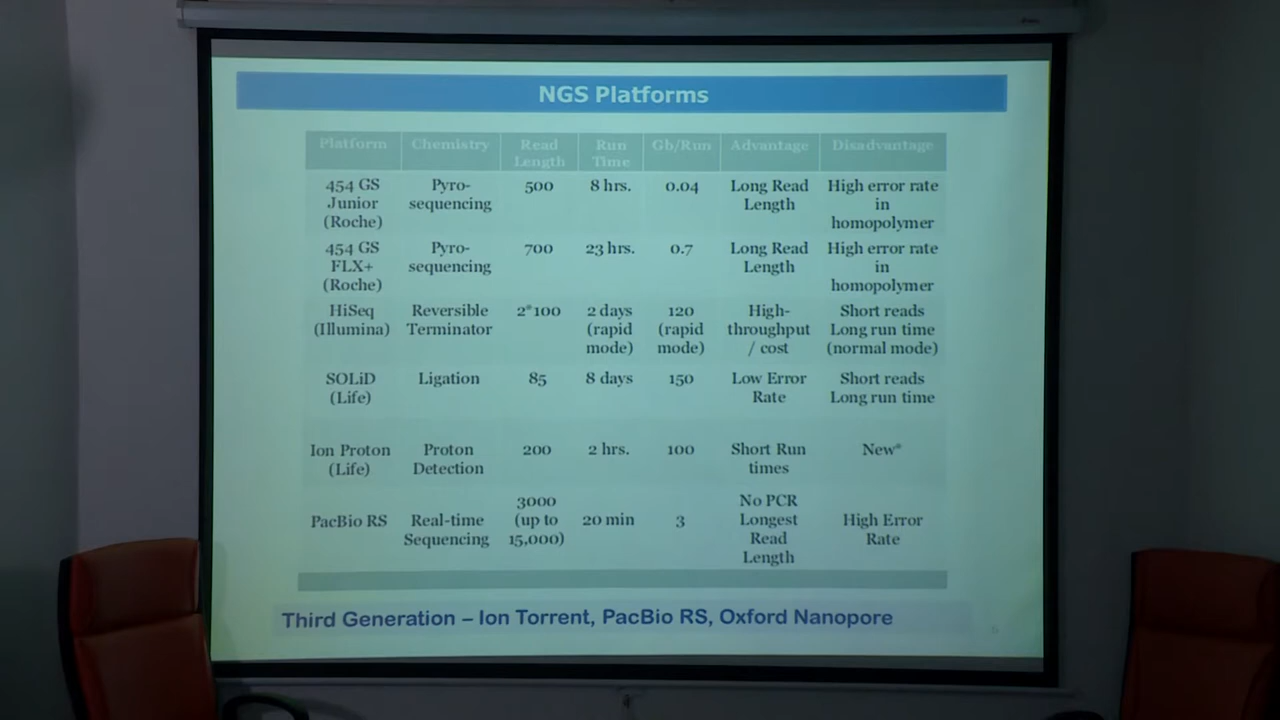 NGS Platforms
Platform Chemistry Read Length Run Time Gb/Run Advantage Disadvantage
454 GS Junior (Roche) Pyro-sequencing 500 8 hrs. 0.04 Long Read Length High error rate in homopolymer
454 GS FLX+ (Roche) Pyro-sequencing 700 23 hrs. 0.7 Long Read Length High error rate in homopolymer
HiSeq (Illumina) Reversible Terminator 2*100 2 days (rapid mode) 120 (rapid mode) High-throughput / cost Short reads Long run time (normal mode)
SOLiD (Life) Ligation 85 8 days 150 Low Error Rate Short reads Long run time
Ion Proton (Life) Proton Detection 200 2 hrs. 100 Short Run times New*
PacBio RS Real-time Sequencing 3000 (up to 15,000) 20 min 3 No PCR Longest Read Length High Error Rate
Third Generation – Ion Torrent, PacBio RS, Oxford Nanopore